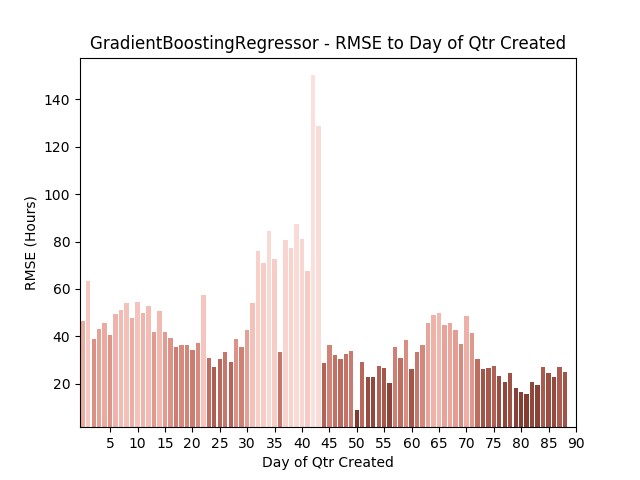 GradientBoostingRegressor - RMSE to Day of Qtr Created
140
120
100
80
60
40
20
RMSE (Hours)
5 10 15 20 25 30 35 40 45 50 55 60 65 70 75 80 85 90
Day of Qtr Created